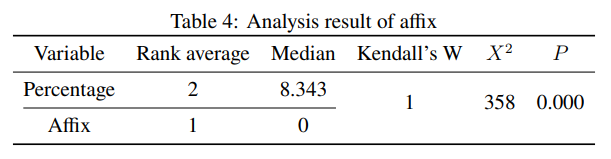 Table 4: Analysis result of affix
Variable Rank average Median Kendall's W X² P
Percentage 2 8.343
1 358 0.000
Affix 1 0